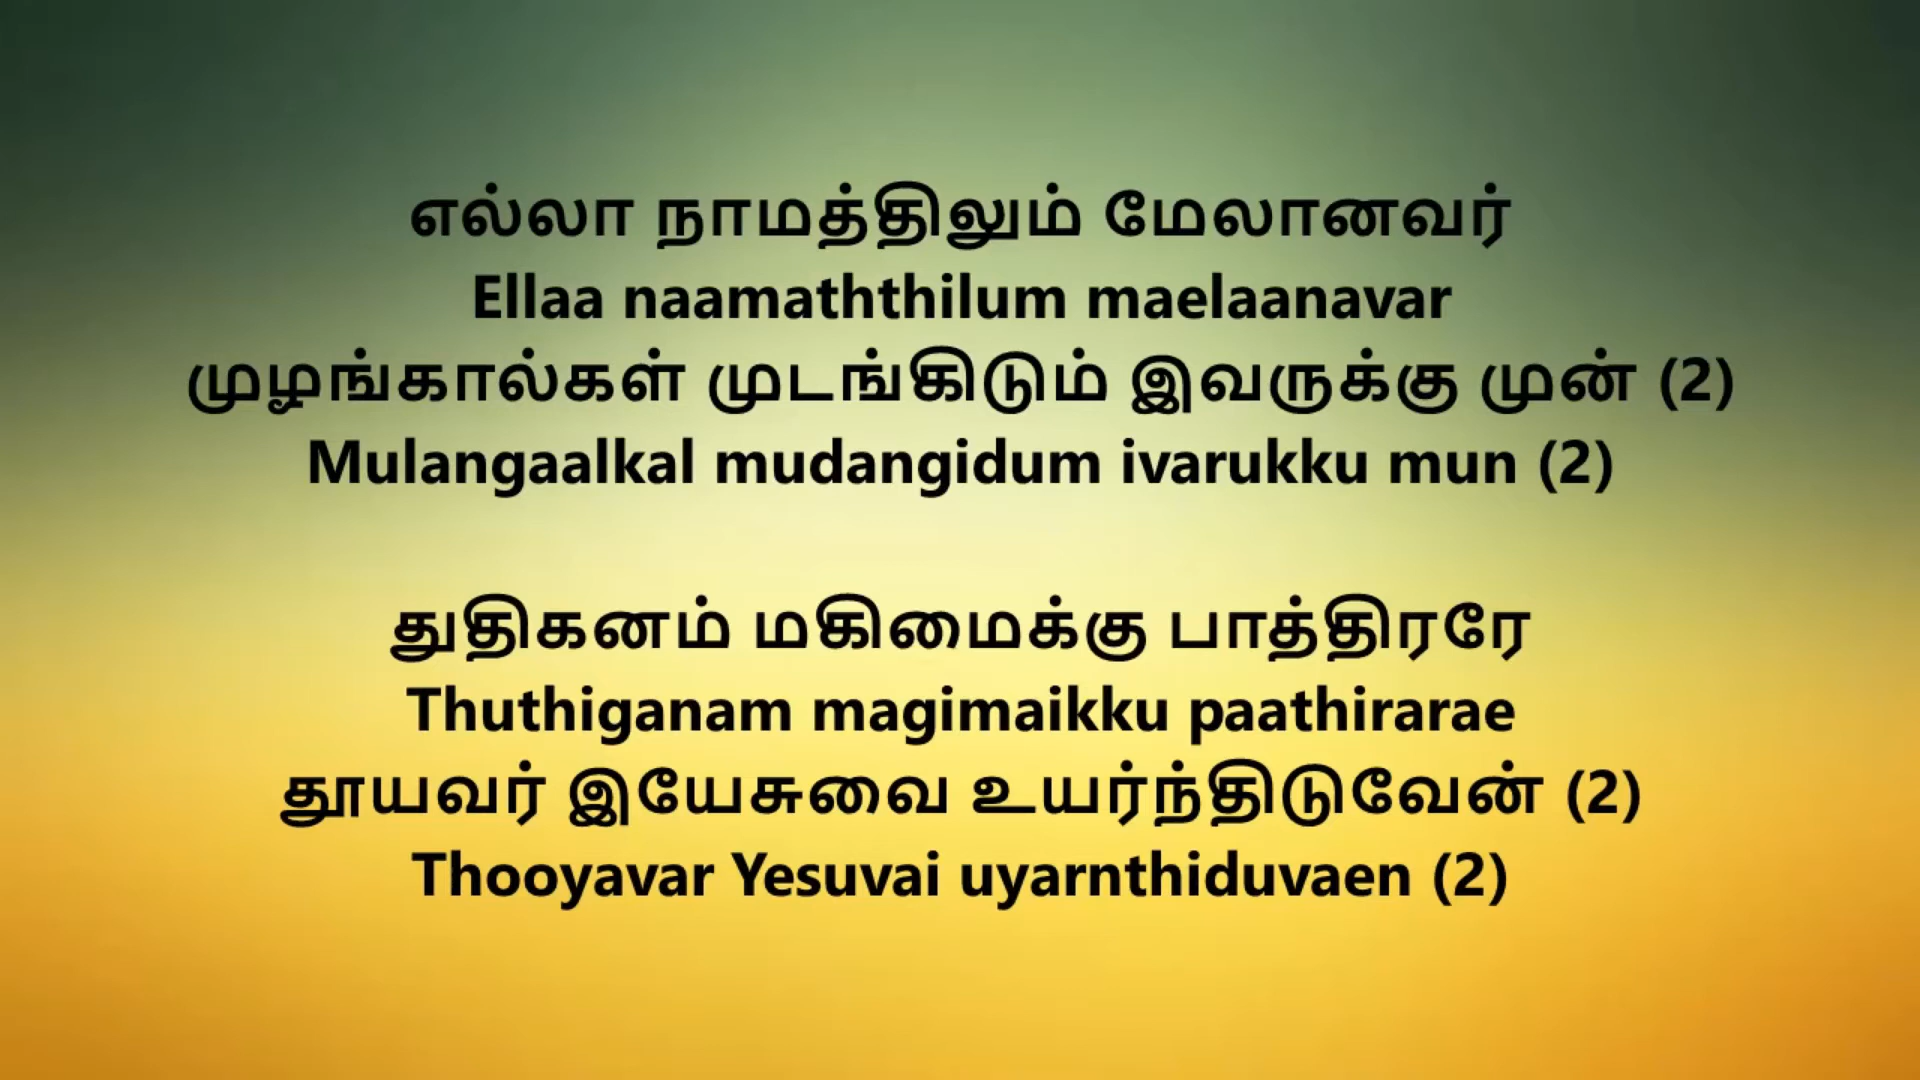 எல்லா நாமத்திலும் மேலானவர்
Ellaa naamaththilum maelaanavar
முழங்கால்கள் முடங்கிடும் இவருக்கு முன் (2)
Mulangaalkal mudangidum ivarukku mun (2)
துதிகனம் மகிமைக்கு பாத்திரரே
Thuthiganam magimaikku paathirarae
தூயவர் இயேசுவை உயர்ந்திடுவேன் (2)
Thooyavar Yesuvai uyarnthiduvaen (2)